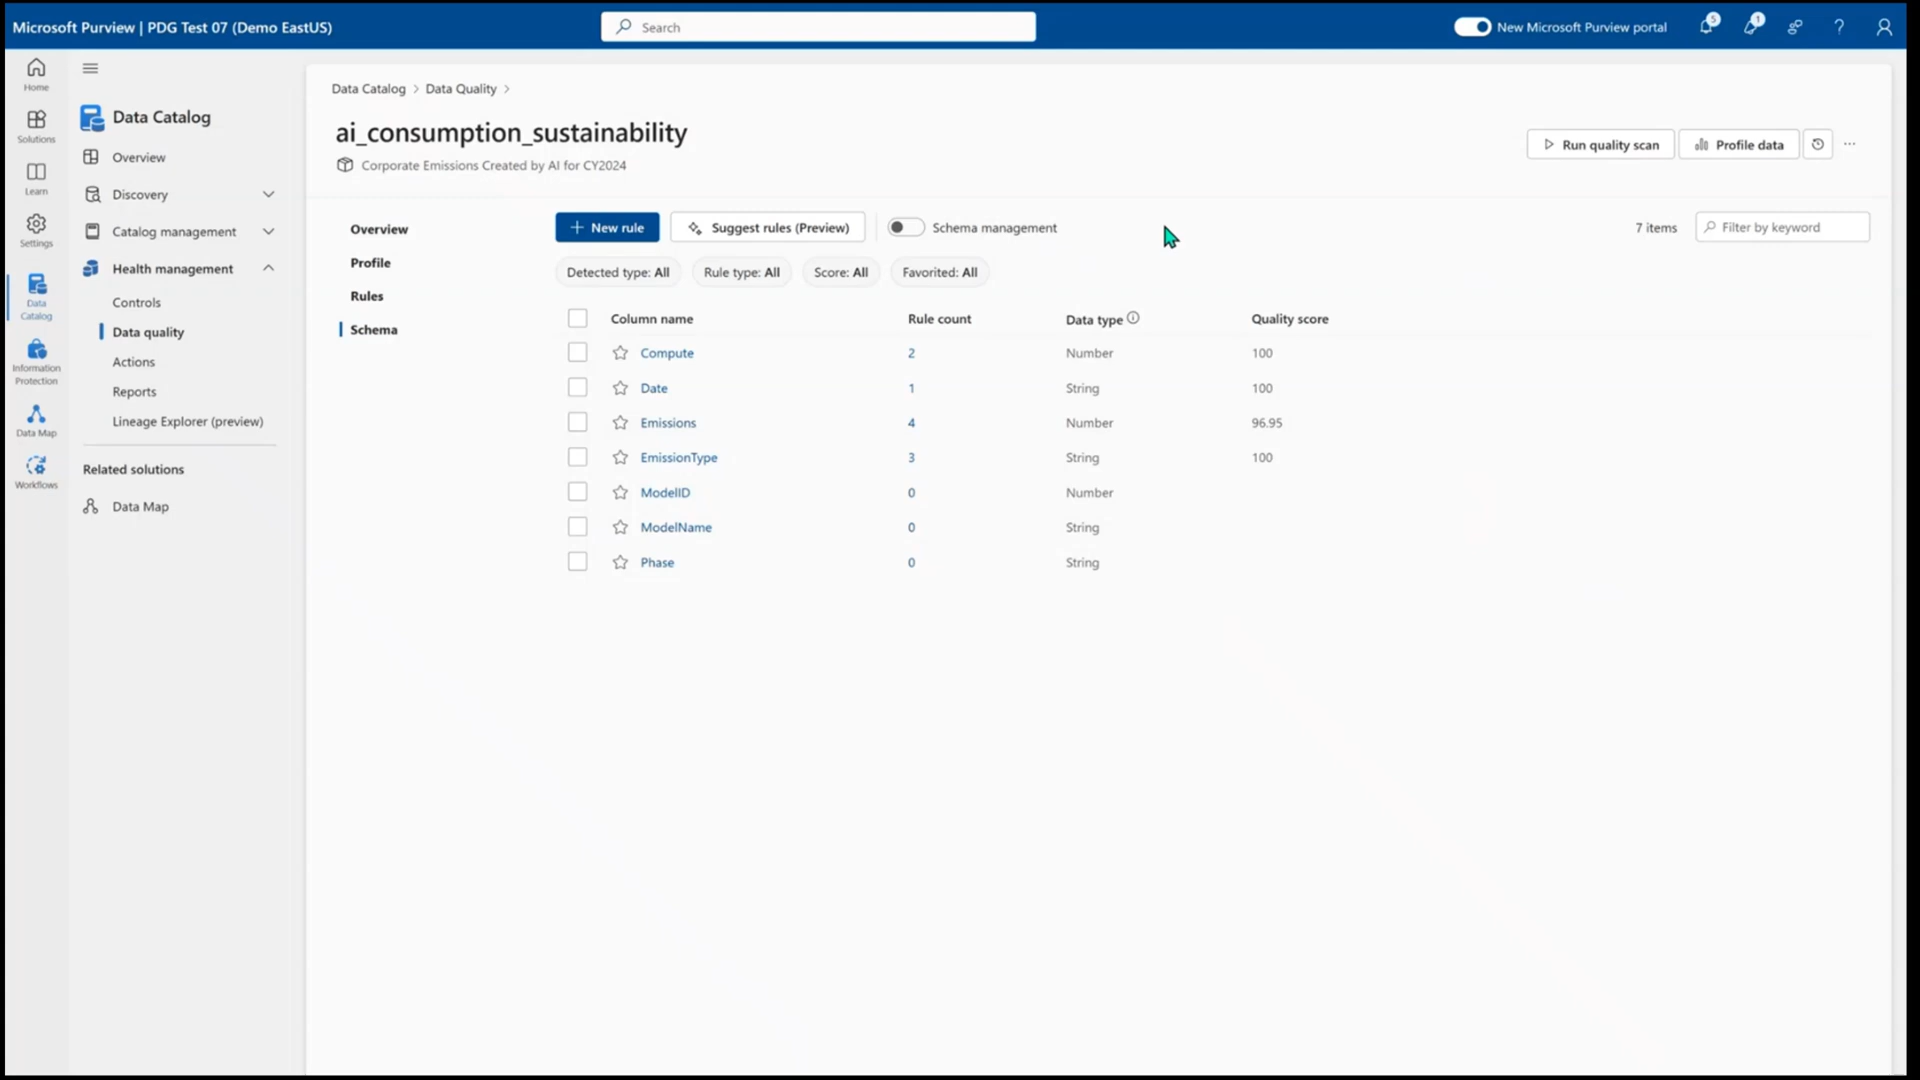 Microsoft Purview | PDG Test 07 (Demo EastUS)
Search
New Microsoft Purview portal
5
1
Home
Solutions
Learn
Settings
Data
Catalog
Information
Protection
Data Map
Workflows
Data Catalog
Overview
Discovery
Catalog management
Health management
Controls
Data quality
Actions
Reports
Lineage Explorer (preview)
Related solutions
Data Map
Data Catalog > Data Quality >
ai_consumption_sustainability
Corporate Emissions Created by AI for CY2024
Run quality scan
Profile data
Overview
Profile
Rules
Schema
+ New rule
Suggest rules (Preview)
Schema management
7 items
Filter by keyword
Detected type: All
Rule type: All
Score: All
Favorited: All
Column name Rule count Data type Quality score
Compute 2 Number 100
Date 1 String 100
Emissions 4 Number 96.95
EmissionType 3 String 100
ModelID 0 Number
ModelName 0 String
Phase 0 String